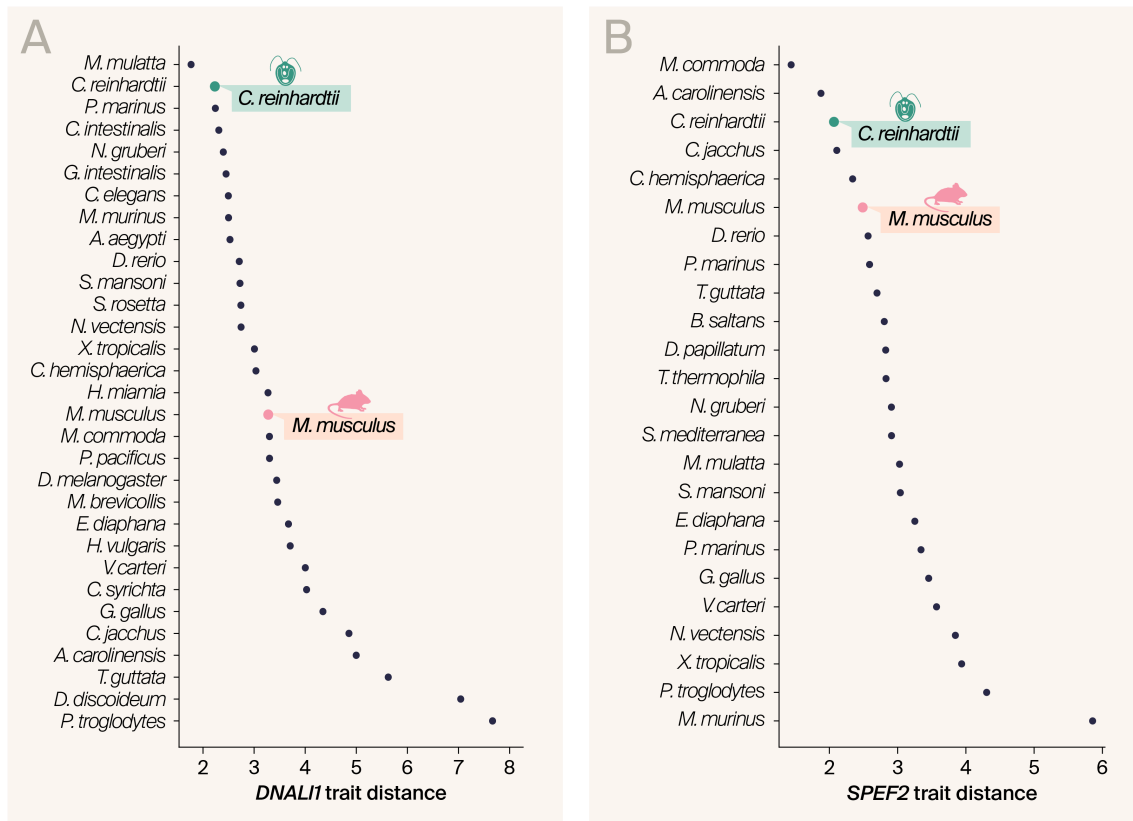 A
M. mulatta
C. reinhardtii
P. marinus
C. intestinalis
N. gruberi
G. intestinalis
C. elegans
M. murinus
A. aegypti
D. rerio
S. mansoni
S. rosetta
N. vectensis
X. tropicalis
C. hemisphaerica
H. miamia
M. musculus
M. commoda
P. pacificus
D. melanogaster
M. brevicollis
E. diaphana
H. vulgaris
V. carteri
C. syrichta
G. gallus
C. jacchus
A. carolinensis
T. guttata
D. discoideum
P. troglodytes
C. reinhardtii
M. musculus
2 3 4 5 6 7 8
DNALI1 trait distance
B
M. commoda
A. carolinensis
C. reinhardtii
C. jacchus
C. hemisphaerica
M. musculus
D. rerio
P. marinus
T. guttata
B. saltans
D. papillatum
T. thermophila
N. gruberi
S. mediterranea
M. mulatta
S. mansoni
E. diaphana
P. marinus
G. gallus
V. carteri
N. vectensis
X. tropicalis
P. troglodytes
M. murinus
C. reinhardtii
M. musculus
2 3 4 5 6
SPEF2 trait distance